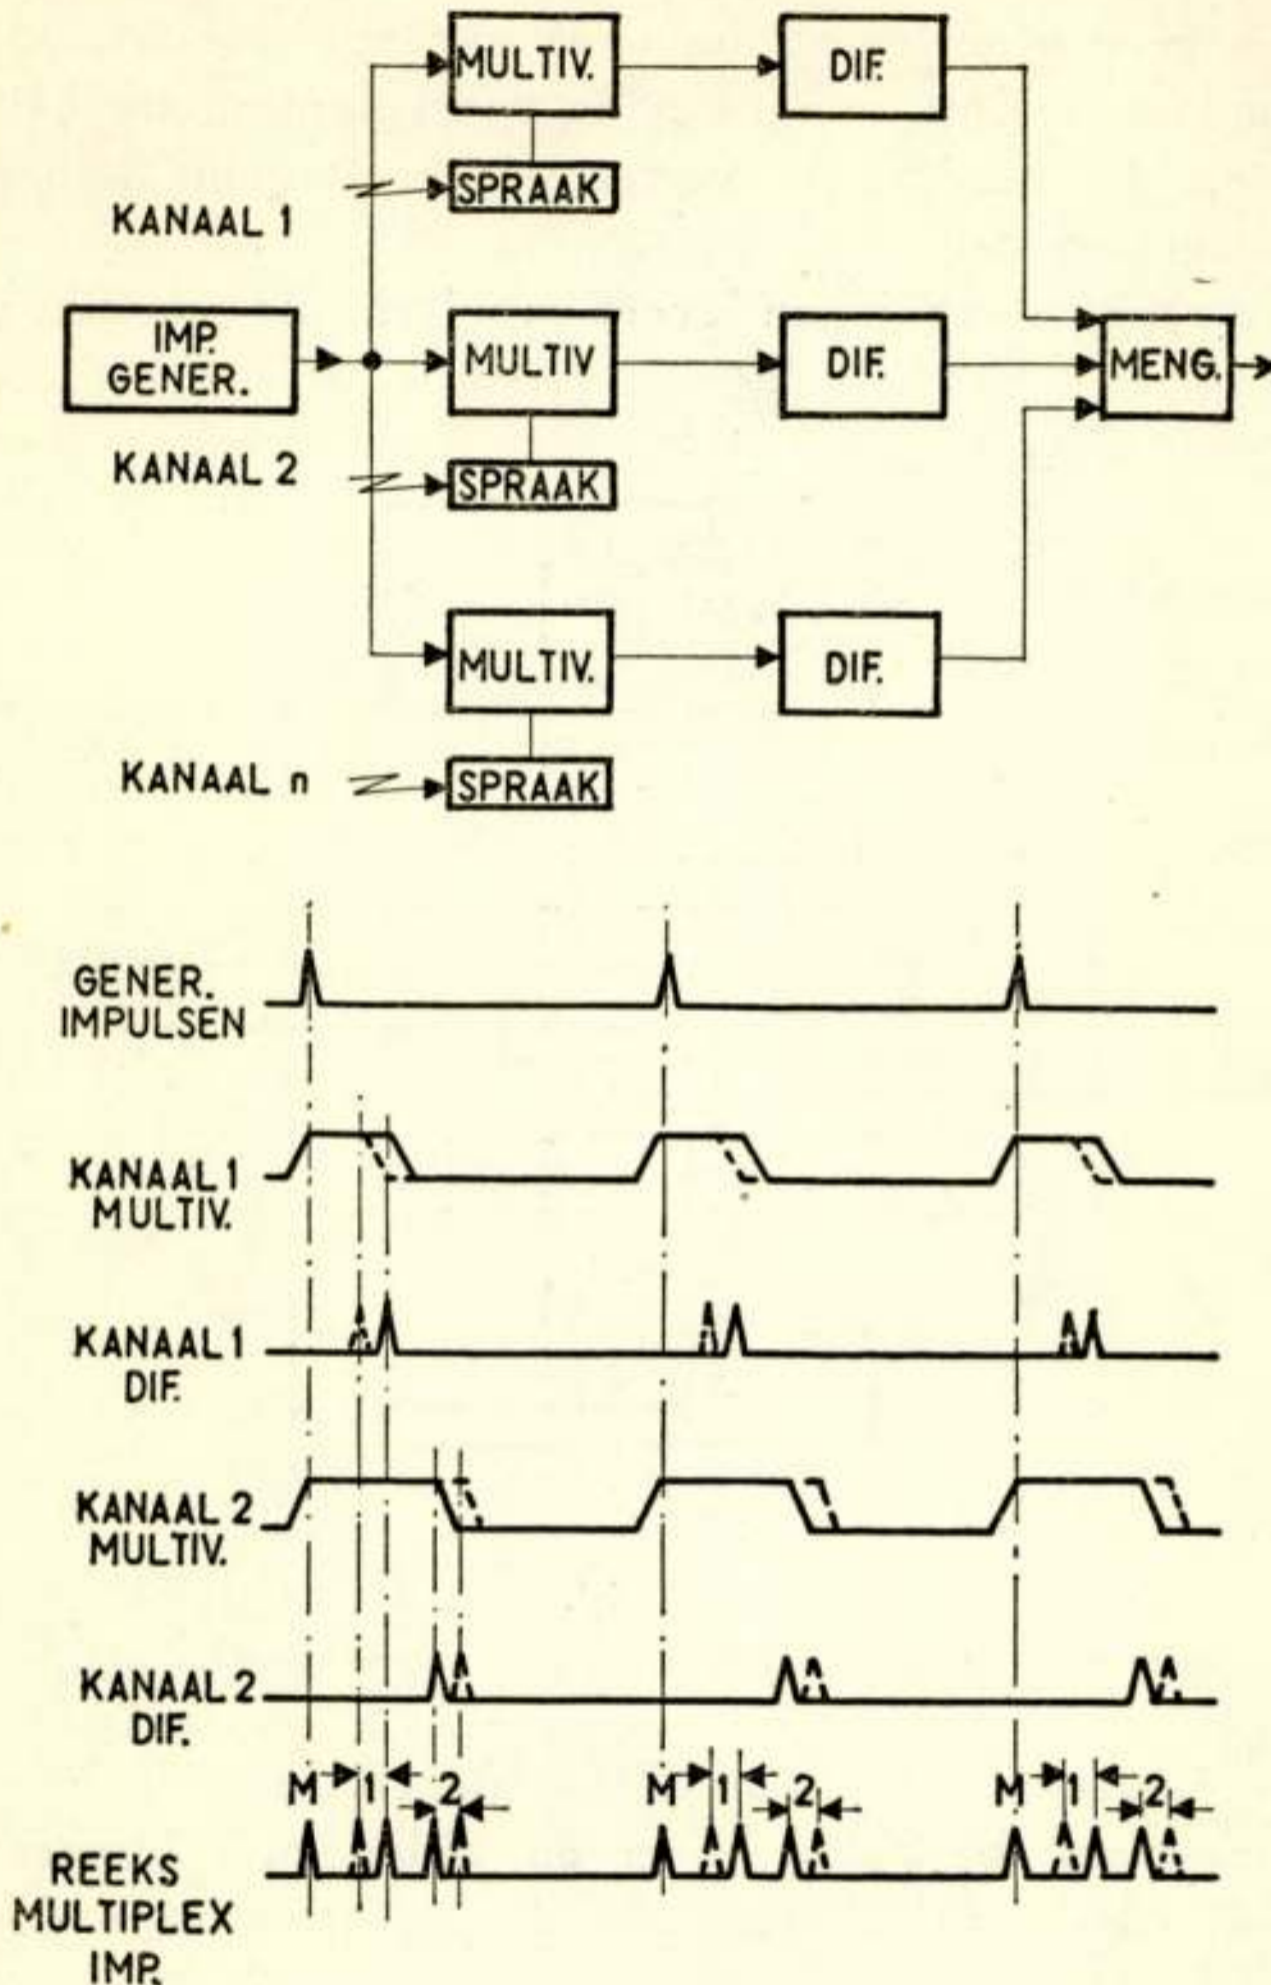 MULTIV.
DIF.
SPRAAK
KANAAL 1
IMP.
GENER.
MULTIV
DIF.
MENG.
KANAAL 2
SPRAAK
MULTIV.
DIF.
KANAAL n
SPRAAK
GENER.
IMPULSEN
KANAAL 1
MULTIV.
KANAAL 1
DIF.
KANAAL 2
MULTIV.
KANAAL 2
DIF.
M 1 2 M 1 2 M 1 2
REEKS
MULTIPLEX
IMP.